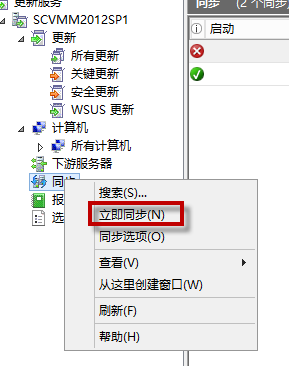 更新服务
SCVMM2012SP1
更新
所有更新
关键更新
安全更新
WSUS 更新
计算机
所有计算机
下游服务器
同步
报
选
同步 (2 个同步
启动
搜索(S)...
立即同步(N)
同步选项(O)
查看(V)
从这里创建窗口(W)
刷新(F)
帮助(H)